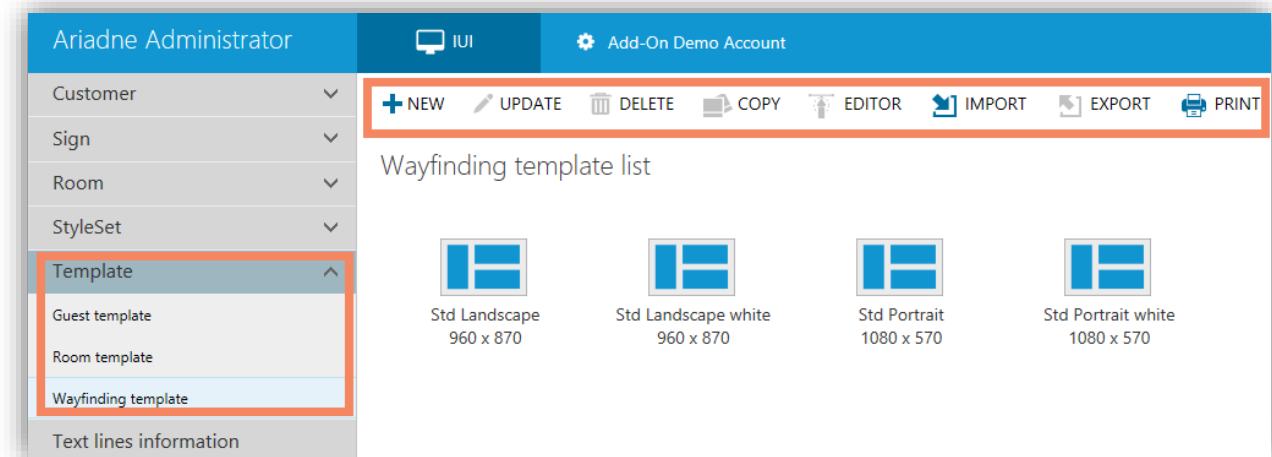 Ariadne Administrator
IUI
Add-On Demo Account
Customer
Sign
Room
StyleSet
Template
Guest template
Room template
Wayfinding template
Text lines information
NEW UPDATE DELETE COPY EDITOR IMPORT EXPORT PRINT
Wayfinding template list
Std Landscape
960 x 870
Std Landscape white
960 x 870
Std Portrait
1080 x 570
Std Portrait white
1080 x 570